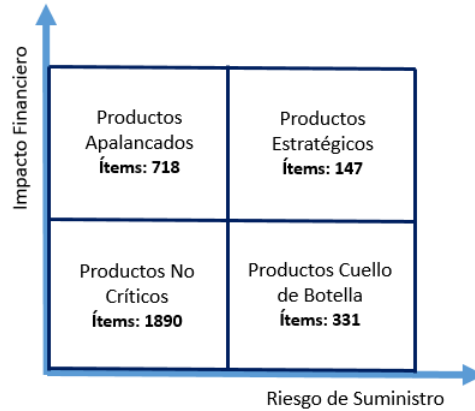 Impacto Financiero
Productos
Apalancados
Ítems: 718
Productos
Estratégicos
Ítems: 147
Productos No
Críticos
Ítems: 1890
Productos Cuello
de Botella
Ítems: 331
Riesgo de Suministro